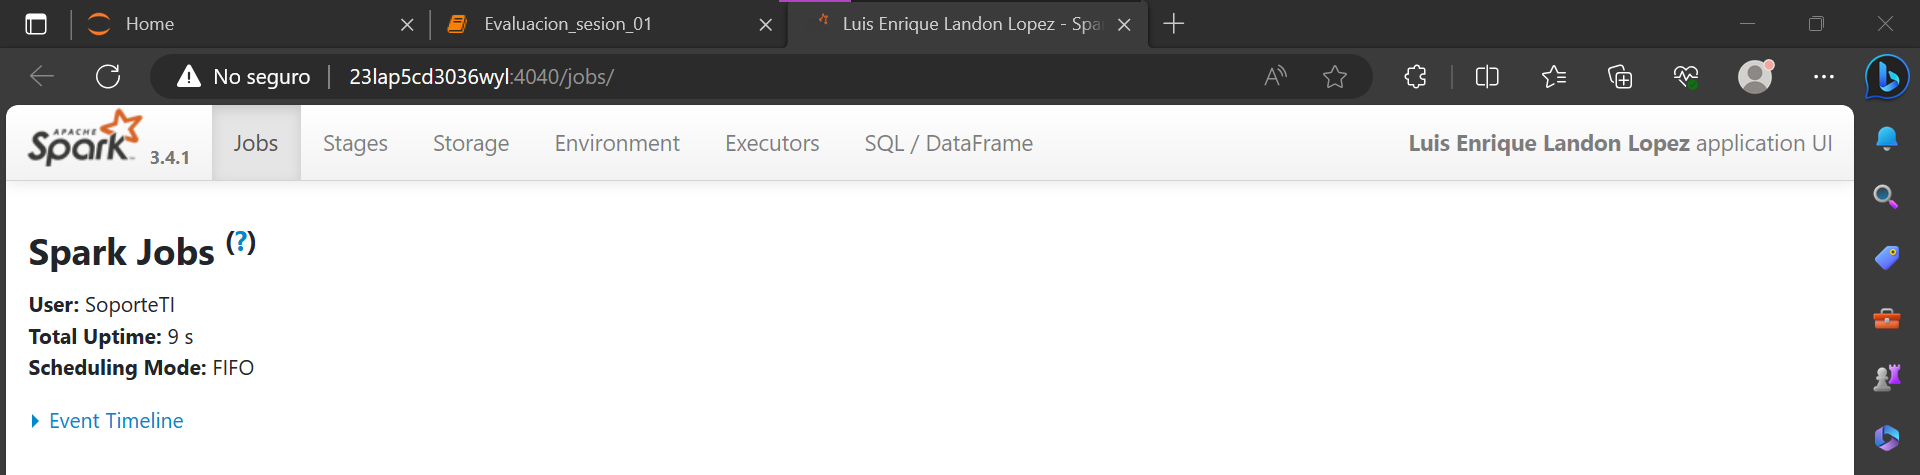 Home
Evaluacion_sesion_01
Luis Enrique Landon Lopez - Spa
No seguro
23lap5cd3036wyl:4040/jobs/
APACHE
Spark 3.4.1
Jobs
Stages
Storage
Environment
Executors
SQL / DataFrame
Luis Enrique Landon Lopez application UI
Spark Jobs (?)
User: SoporteTI
Total Uptime: 9 s
Scheduling Mode: FIFO
Event Timeline